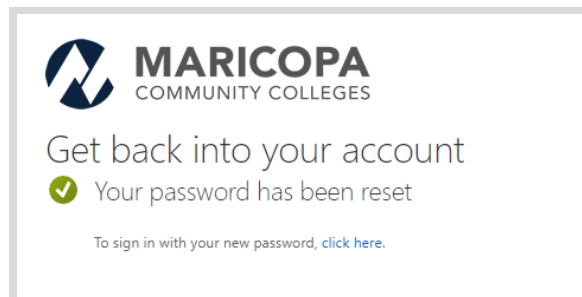 MARICOPA
COMMUNITY COLLEGES
Get back into your account
Your password has been reset
To sign in with your new password, click here.